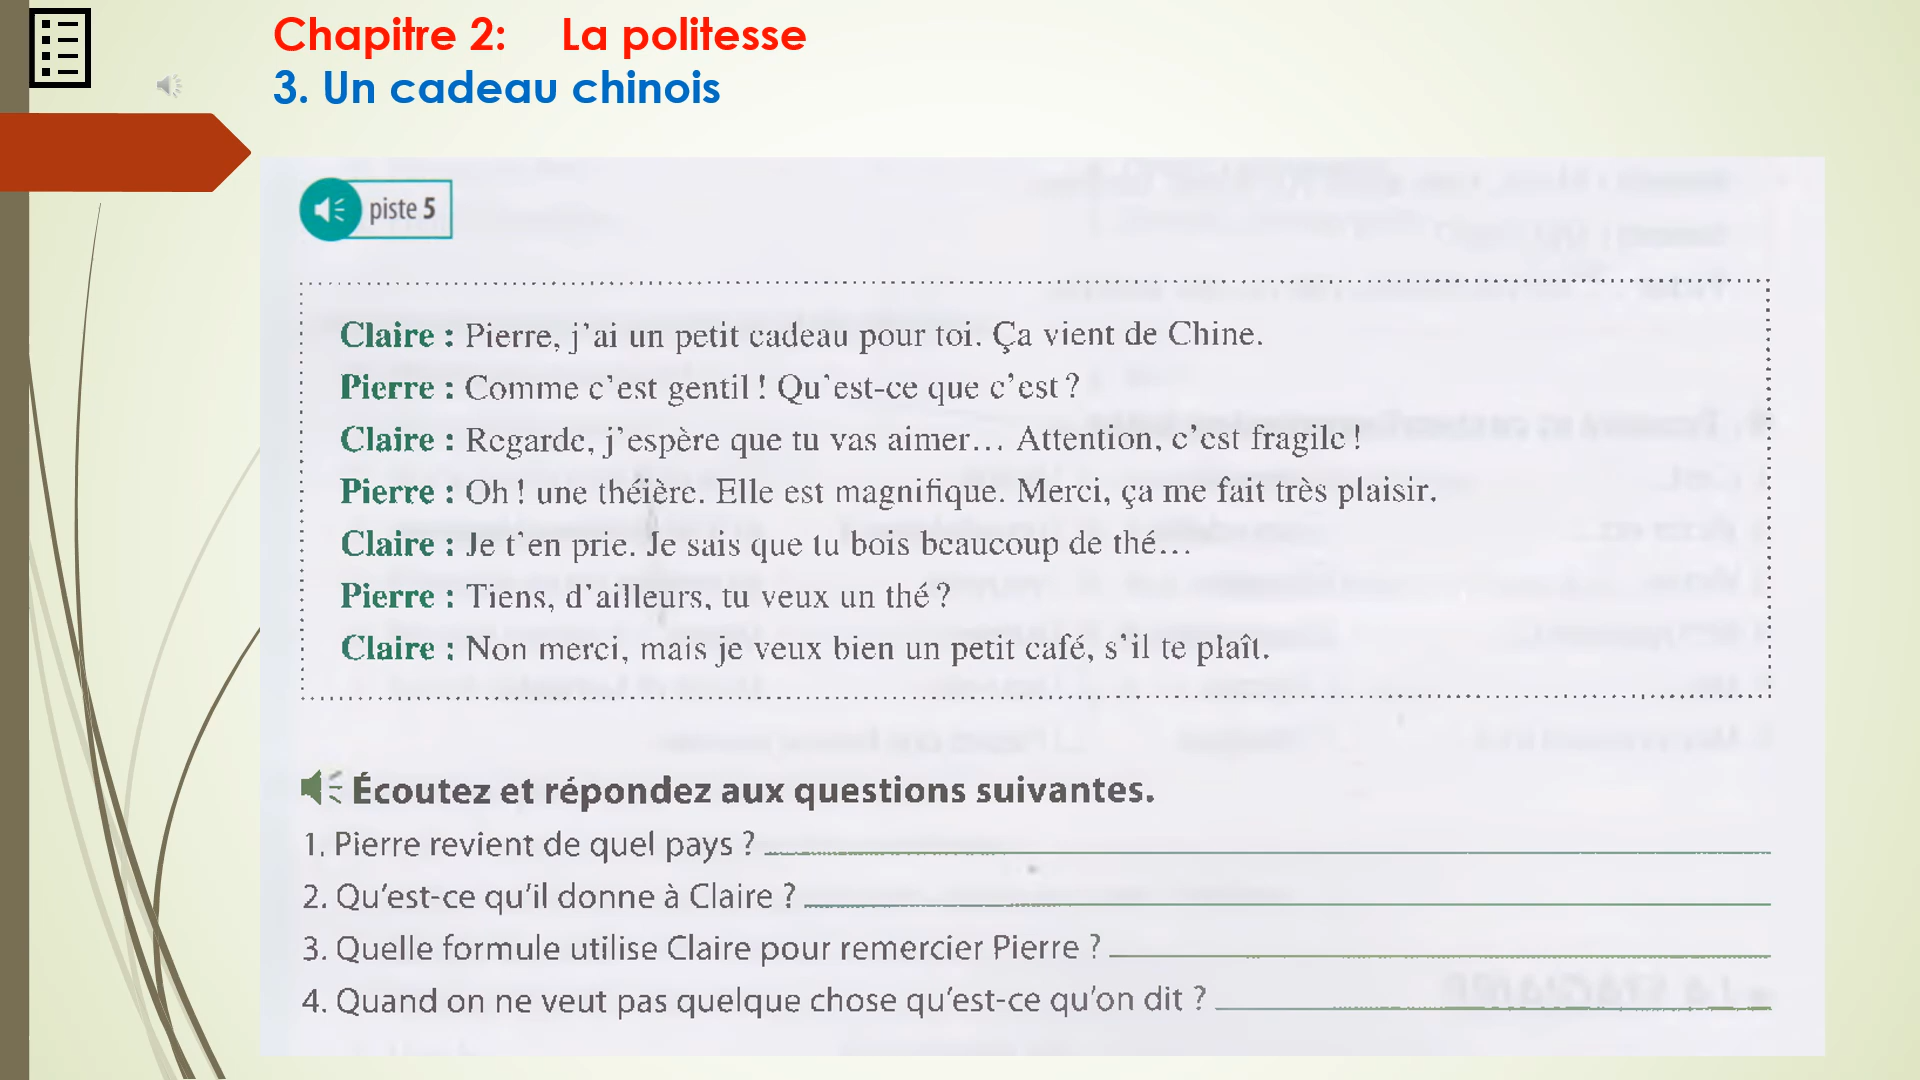 Chapitre 2: La politesse
3. Un cadeau chinois
piste 5
Claire : Pierre, j'ai un petit cadeau pour toi. Ça vient de Chine.
Pierre : Comme c'est gentil ! Qu'est-ce que c'est ?
Claire : Regarde, j'espère que tu vas aimer… Attention, c'est fragile !
Pierre : Oh ! une théière. Elle est magnifique. Merci, ça me fait très plaisir.
Claire : Je t'en prie. Je sais que tu bois beaucoup de thé…
Pierre : Tiens, d'ailleurs, tu veux un thé ?
Claire : Non merci, mais je veux bien un petit café, s'il te plaît.
Écoutez et répondez aux questions suivantes.
1. Pierre revient de quel pays ?
2. Qu'est-ce qu'il donne à Claire ?
3. Quelle formule utilise Claire pour remercier Pierre ?
4. Quand on ne veut pas quelque chose qu'est-ce qu'on dit ?